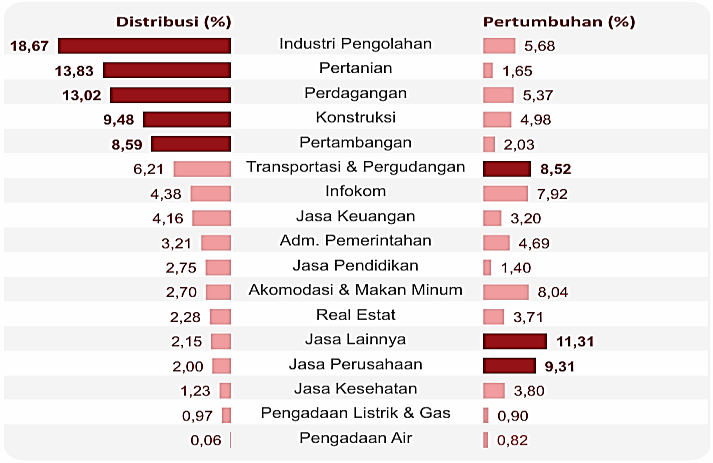 Distribusi (%) Pertumbuhan (%)
18,67 Industri Pengolahan 5,68
13,83 Pertanian 1,65
13,02 Perdagangan 5,37
9,48 Konstruksi 4,98
8,59 Pertambangan 2,03
6,21 Transportasi & Pergudangan 8,52
4,38 Infokom 7,92
4,16 Jasa Keuangan 3,20
3,21 Adm. Pemerintahan 4,69
2,75 Jasa Pendidikan 1,40
2,70 Akomodasi & Makan Minum 8,04
2,28 Real Estat 3,71
2,15 Jasa Lainnya 11,31
2,00 Jasa Perusahaan 9,31
1,23 Jasa Kesehatan 3,80
0,97 Pengadaan Listrik & Gas 0,90
0,06 Pengadaan Air 0,82